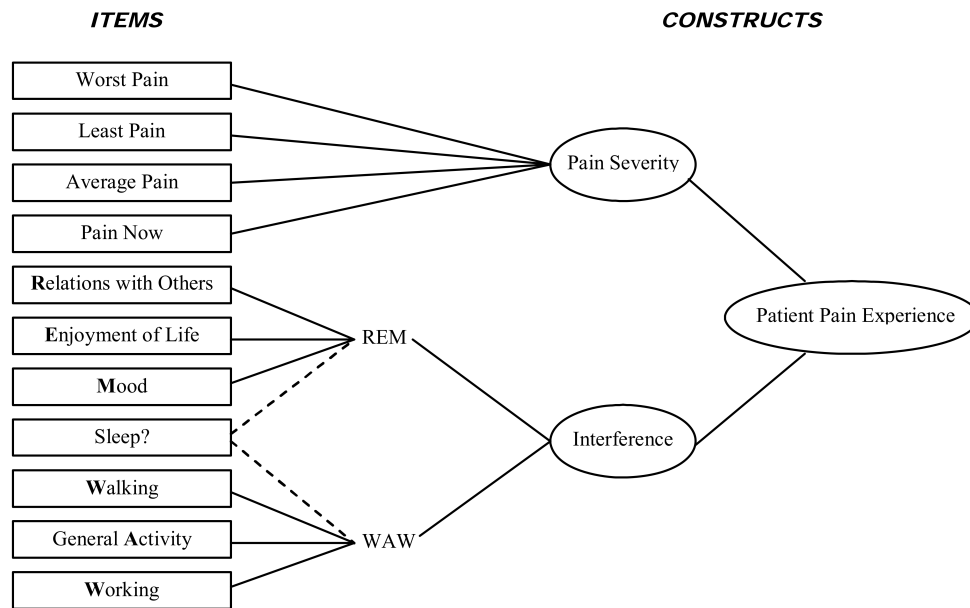 ITEMS
CONSTRUCTS
Worst Pain
Least Pain
Average Pain
Pain Now
Relations with Others
Enjoyment of Life
Mood
Sleep?
Walking
General Activity
Working
REM
WAW
Pain Severity
Interference
Patient Pain Experience